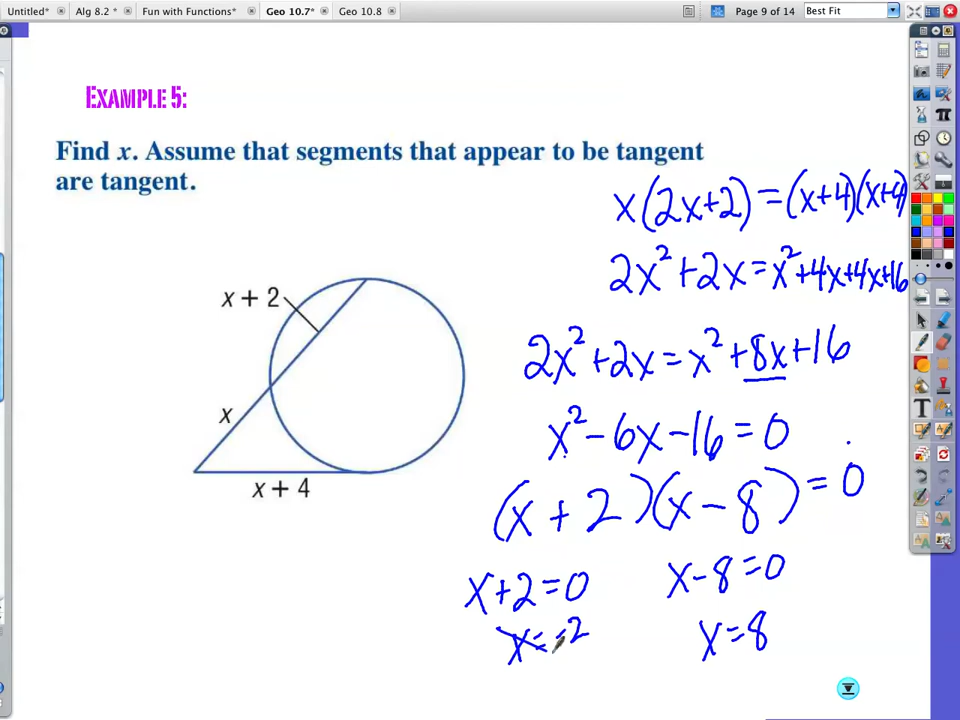 Untitled* Alg 8.2 * Fun with Functions* Geo 10.7* Geo 10.8 Page 9 of 14 Best Fit
EXAMPLE 5:
Find x. Assume that segments that appear to be tangent
are tangent.
x + 2
x
x + 4
x(2x+2)=(x+4)(x+4)
2x²+2x=x²+4x+4x+16
2x²+2x=x²+8x+16
x²-6x-16=0
(x+2)(x-8)=0
x+2=0 x-8=0
x=-2 x=8